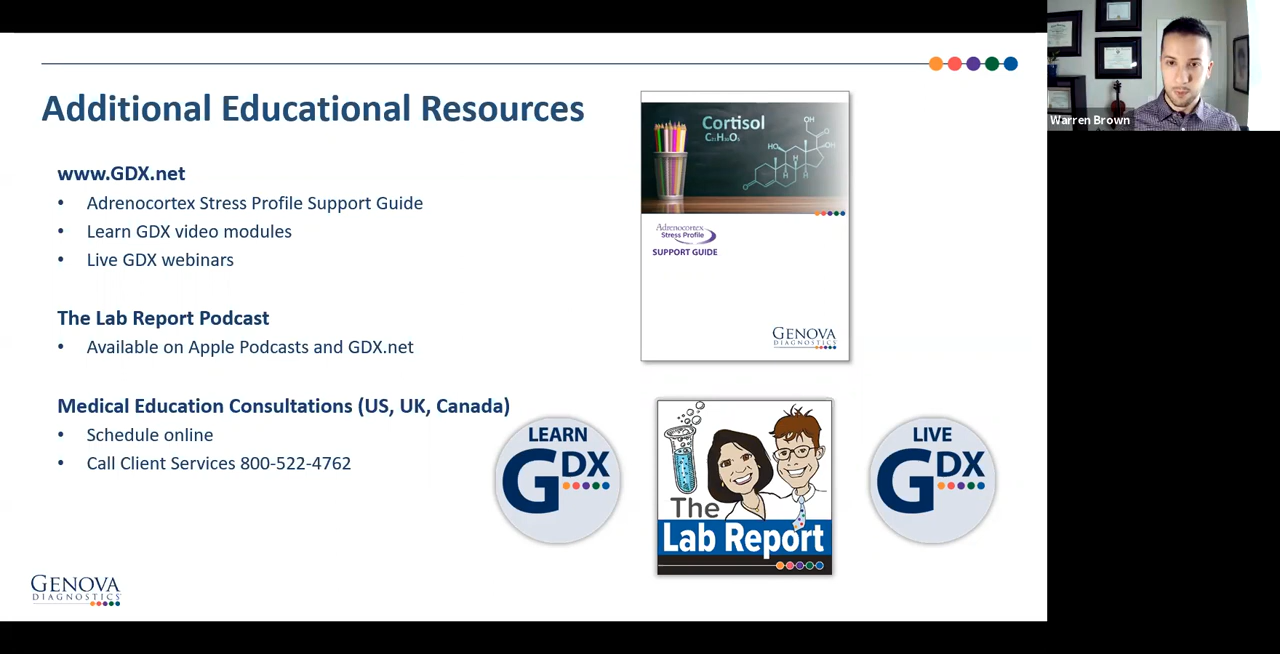 Additional Educational Resources
www.GDX.net
• Adrenocortex Stress Profile Support Guide
• Learn GDX video modules
• Live GDX webinars
The Lab Report Podcast
• Available on Apple Podcasts and GDX.net
Medical Education Consultations (US, UK, Canada)
• Schedule online
• Call Client Services 800-522-4762
GENOVA
DIAGNOSTICS
Cortisol
OH
HO
OH
H
H
H
O
O
Adrenocortex
Stress Profile
SUPPORT GUIDE
GENOVA
DIAGNOSTICS
LEARN
GDX
The
Lab Report
LIVE
GDX
Warren Brown